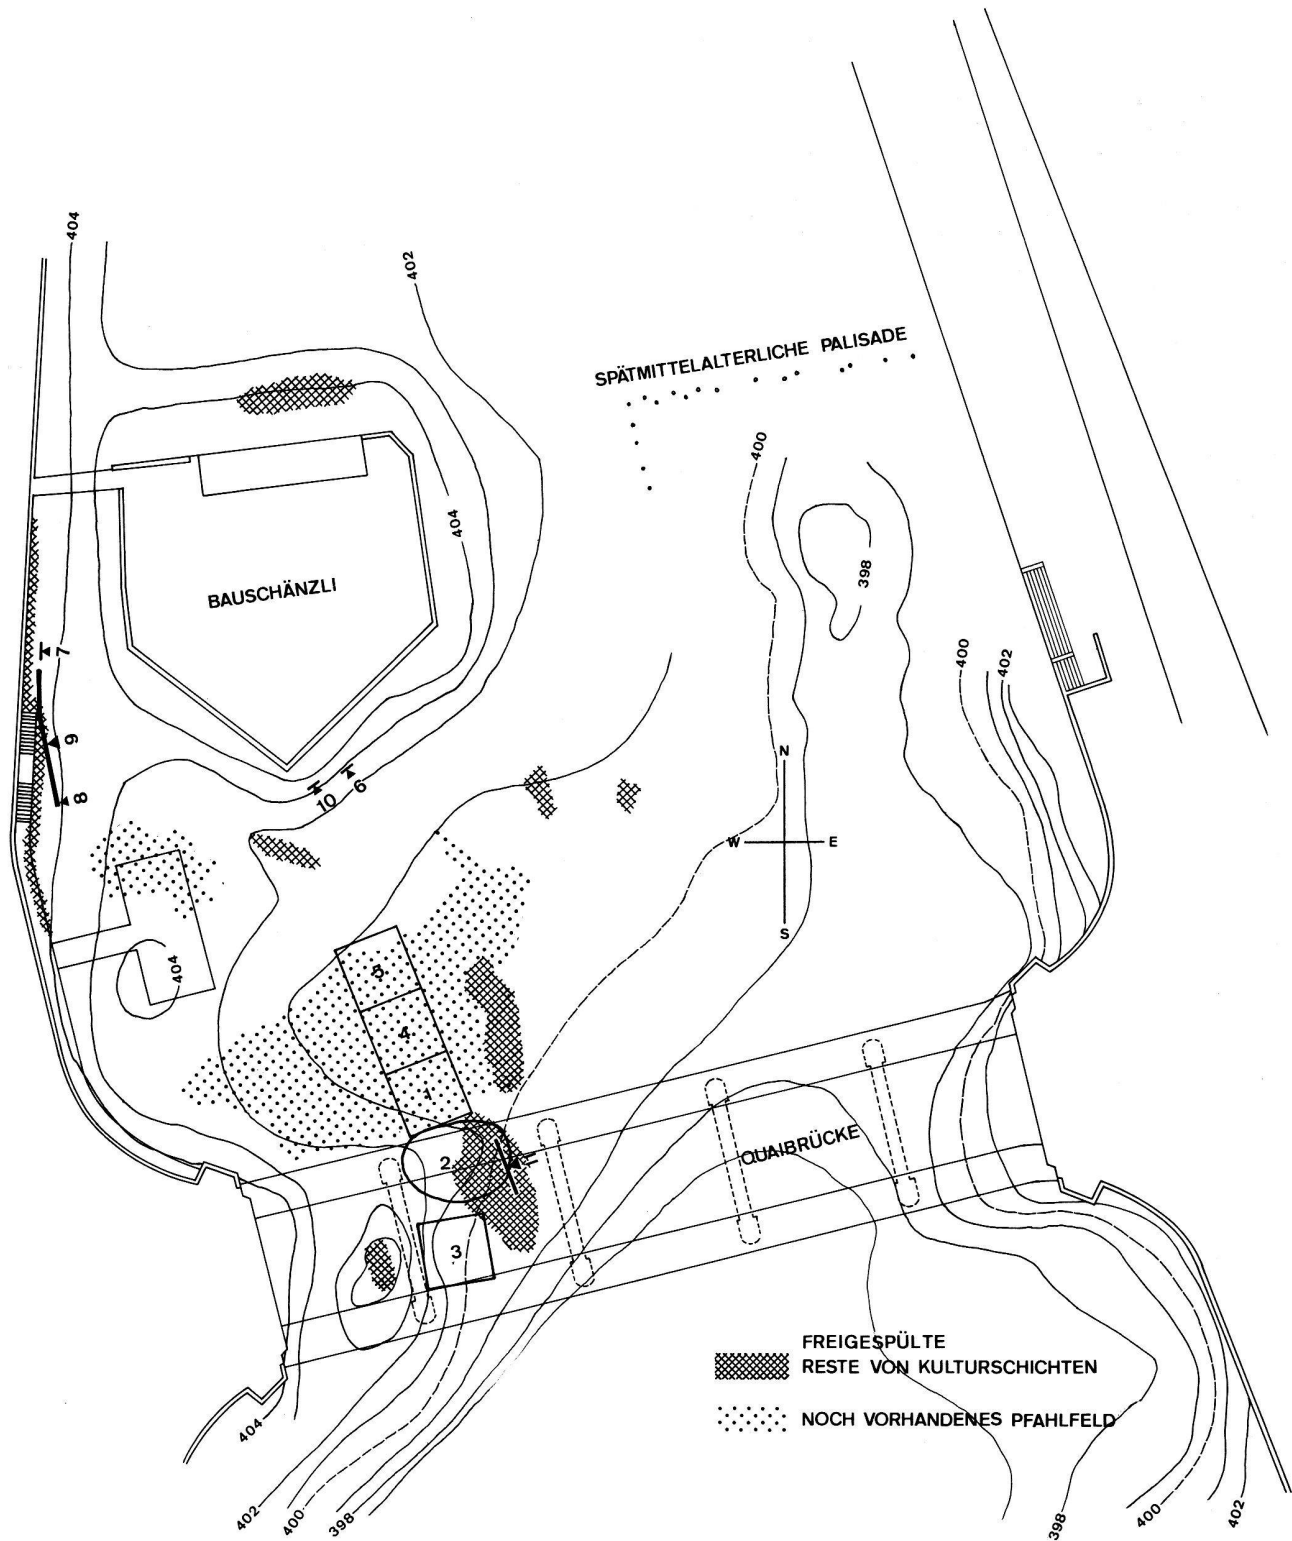 404
402
SPÄTMITTELALTERLICHE PALISADE
400
404
398
BAUSCHÄNZLI
7
400
402
9
8
N
W E
S
10 6
404
5
4
1
2
11
QUAIBRÜCKE
3
FREIGESPÜLTE
RESTE VON KULTURSCHICHTEN
NOCH VORHANDENES PFAHLFELD
404
402
400
398
398
400
402